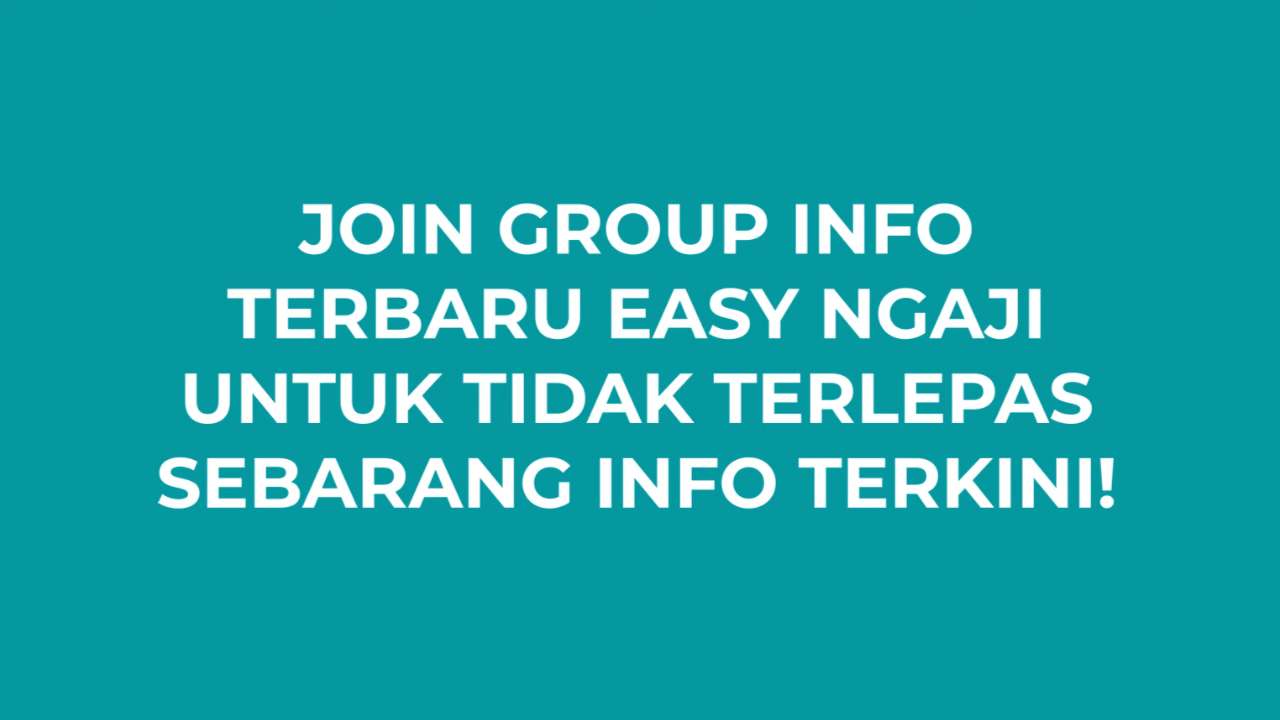 JOIN GROUP INFO
TERBARU EASY NGAJI
UNTUK TIDAK TERLEPAS
SEBARANG INFO TERKINI!